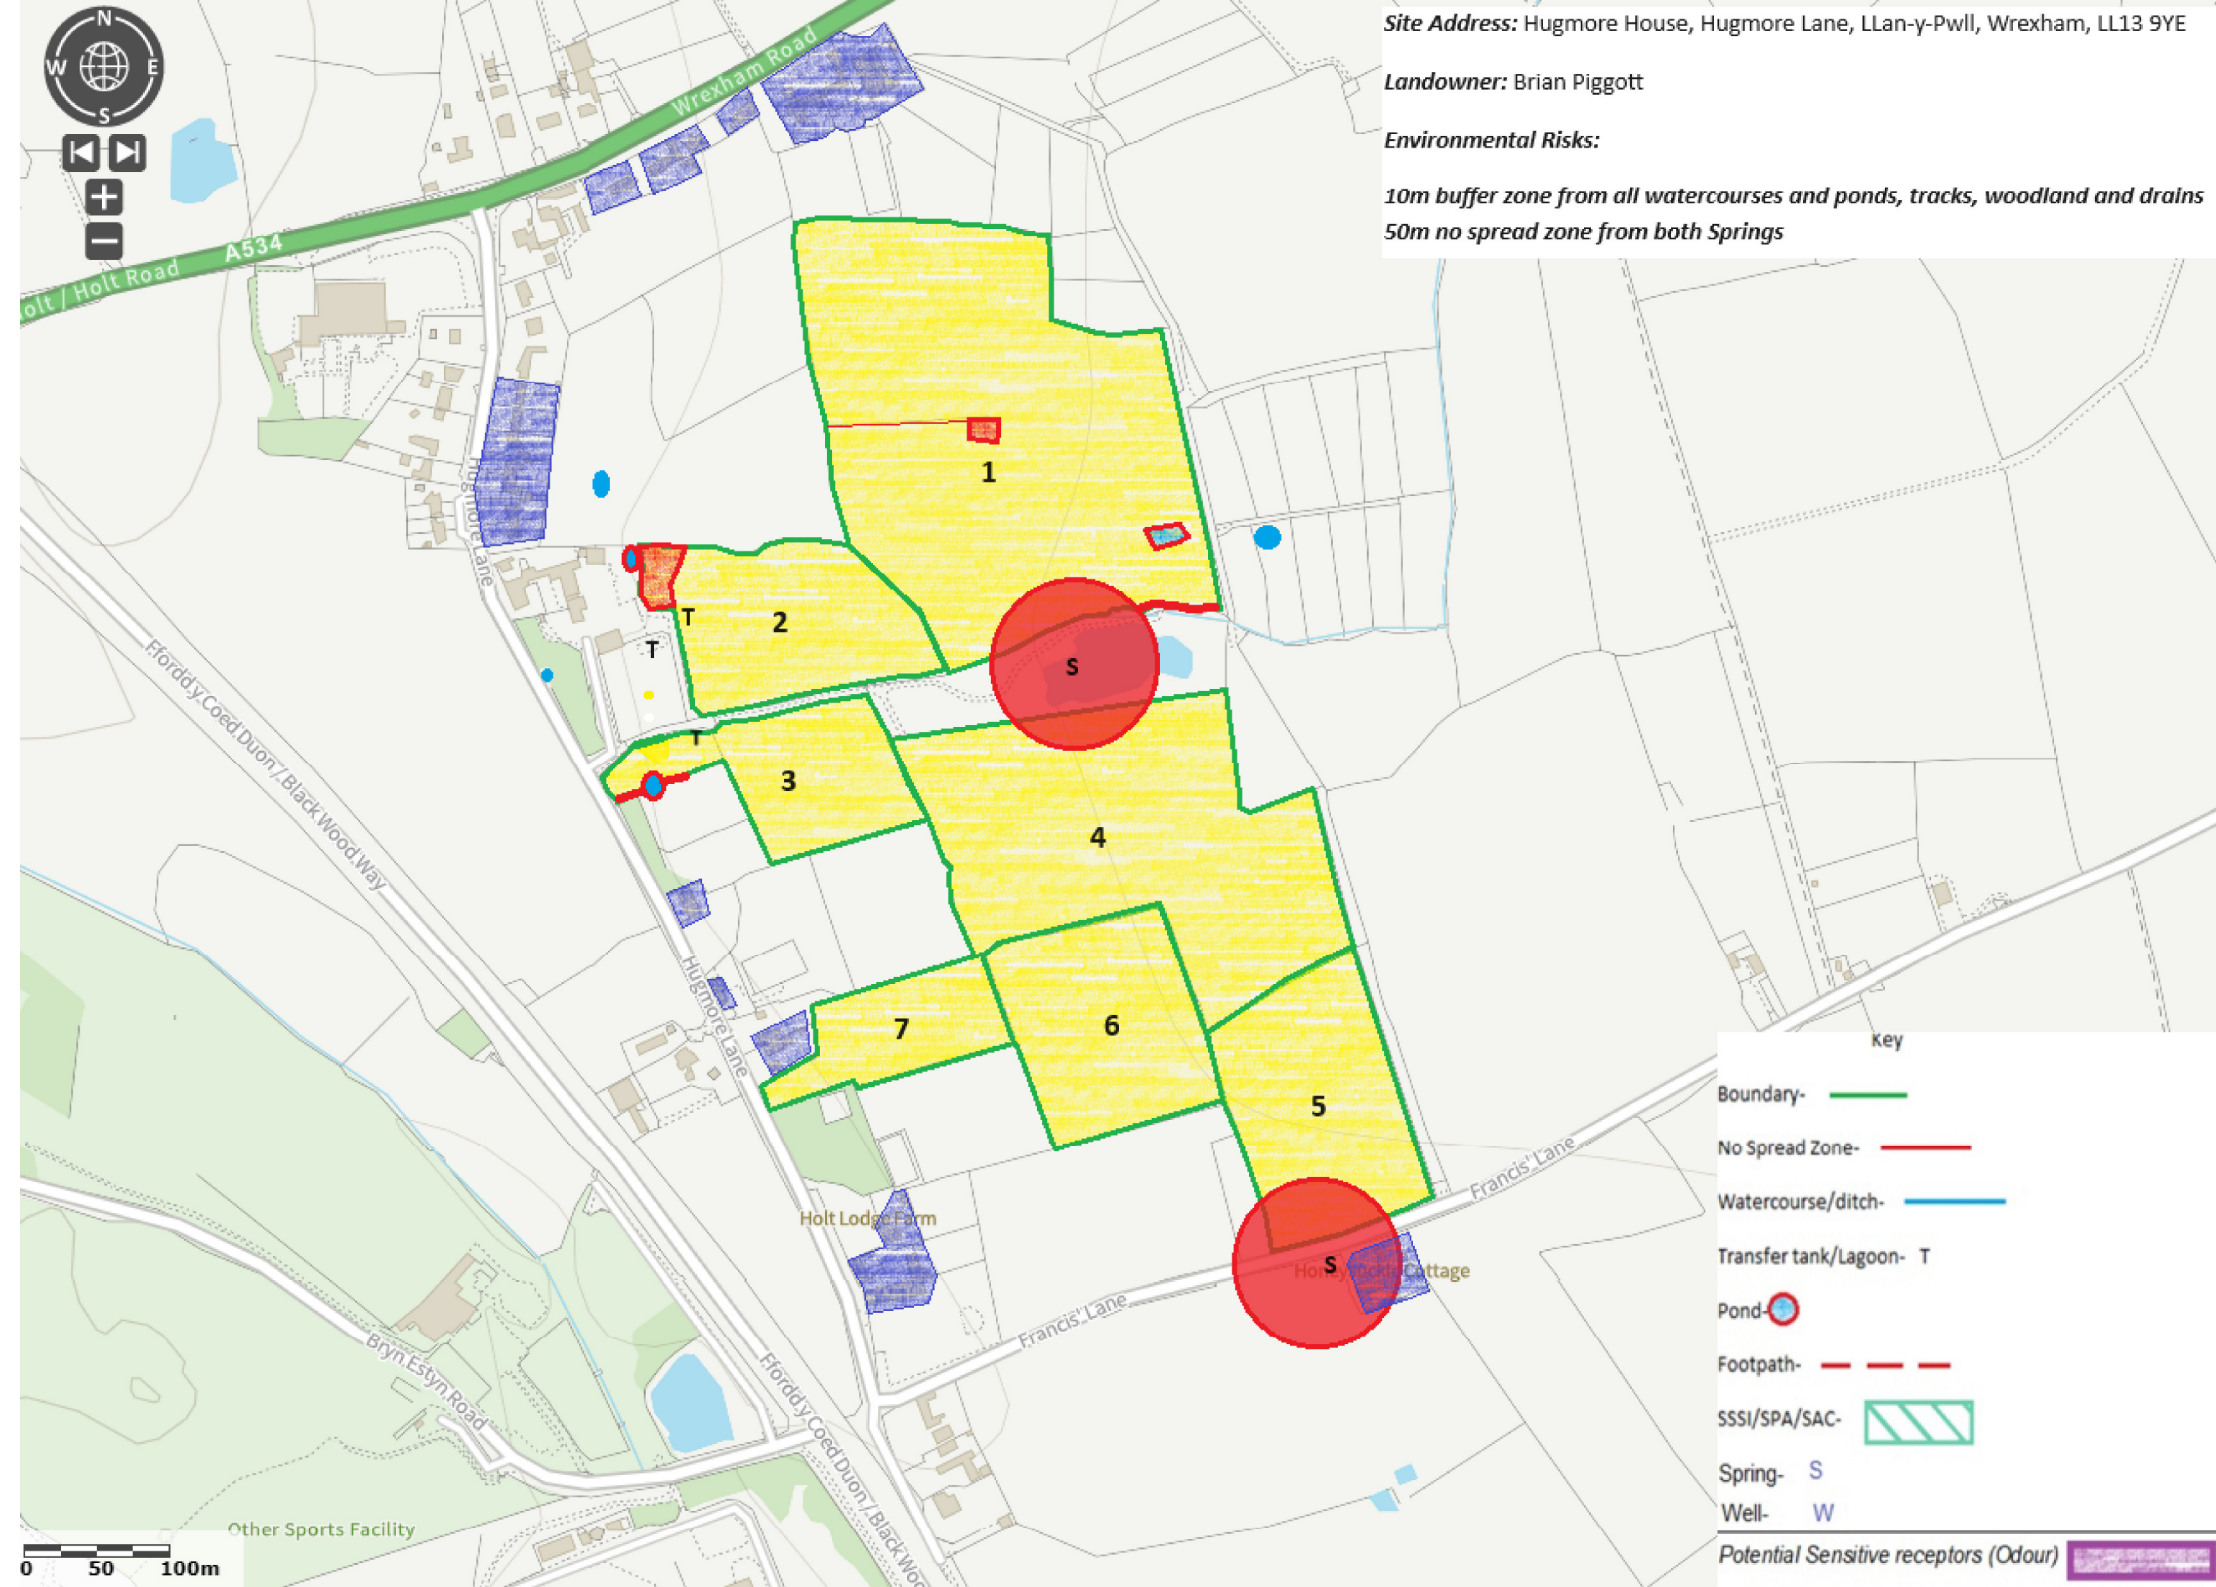 N
W
E
S
Site Address: Hugmore House, Hugmore Lane, LLan-y-Pwll, Wrexham, LL13 9YE
Landowner: Brian Piggott
Environmental Risks:
10m buffer zone from all watercourses and ponds, tracks, woodland and drains
50m no spread zone from both Springs
Wrexham Road
A534
olt / Holt Road
Hugmore Lane
1
2
T
T
S
T
3
4
Ffordd y Coed Duon / Black Wood Way
Hugmore Lane
7
6
5
Holt Lodge Farm
Francis' Lane
S
Cottage
Francis' Lane
Bryn Estyn Road
Ffordd y Coed Duon / Black Woo
Other Sports Facility
0 50 100m
Key
Boundary-
No Spread Zone-
Watercourse/ditch-
Transfer tank/Lagoon- T
Pond-
Footpath-
SSSI/SPA/SAC-
Spring- S
Well- W
Potential Sensitive receptors (Odour)